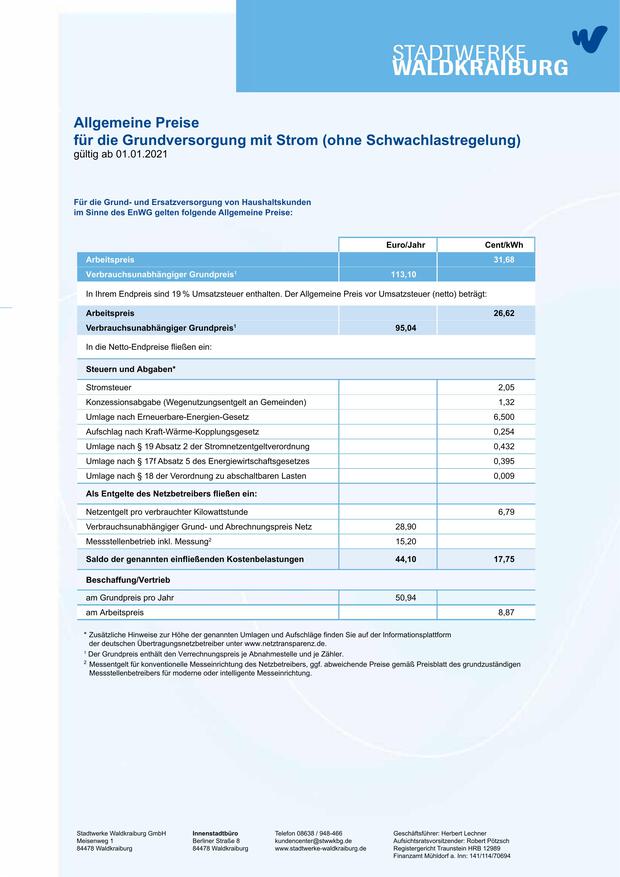 STADTWERKE
WALDKRAIBURG
Allgemeine Preise
für die Grundversorgung mit Strom (ohne Schwachlastregelung)
gültig ab 01.01.2021
Für die Grund- und Ersatzversorgung von Haushaltskunden
im Sinne des EnWG gelten folgende Allgemeine Preise:
Euro/Jahr Cent/kWh
Arbeitspreis 31,68
Verbrauchsunabhängiger Grundpreis¹ 113,10
In Ihrem Endpreis sind 19 % Umsatzsteuer enthalten. Der Allgemeine Preis vor Umsatzsteuer (netto) beträgt:
Arbeitspreis 26,62
Verbrauchsunabhängiger Grundpreis¹ 95,04
In die Netto-Endpreise fließen ein:
Steuern und Abgaben*
Stromsteuer 2,05
Konzessionsabgabe (Wegenutzungsentgelt an Gemeinden) 1,32
Umlage nach Erneuerbare-Energien-Gesetz 6,500
Aufschlag nach Kraft-Wärme-Kopplungsgesetz 0,254
Umlage nach § 19 Absatz 2 der Stromnetzentgeltverordnung 0,432
Umlage nach § 17f Absatz 5 des Energiewirtschaftsgesetzes 0,395
Umlage nach § 18 der Verordnung zu abschaltbaren Lasten 0,009
Als Entgelte des Netzbetreibers fließen ein:
Netzentgelt pro verbrauchter Kilowattstunde 6,79
Verbrauchsunabhängiger Grund- und Abrechnungspreis Netz 28,90
Messstellenbetrieb inkl. Messung² 15,20
Saldo der genannten einfließenden Kostenbelastungen 44,10 17,75
Beschaffung/Vertrieb
am Grundpreis pro Jahr 50,94
am Arbeitspreis 8,87
* Zusätzliche Hinweise zur Höhe der genannten Umlagen und Aufschläge finden Sie auf der Informationsplattform
der deutschen Übertragungsnetzbetreiber unter www.netztransparenz.de.
¹ Der Grundpreis enthält den Verrechnungspreis je Abnahmestelle und je Zähler.
² Messentgelt für konventionelle Messeinrichtung des Netzbetreibers, ggf. abweichende Preise gemäß Preisblatt des grundzuständigen
Messstellenbetreibers für moderne oder intelligente Messeinrichtung.
Stadtwerke Waldkraiburg GmbH Innenstadtbüro Telefon 08638 / 948-466 Geschäftsführer: Herbert Lechner
Meisenweg 1 Berliner Straße 8 kundencenter@stwwkbg.de Aufsichtsratsvorsitzender: Robert Pötzsch
84478 Waldkraiburg 84478 Waldkraiburg www.stadtwerke-waldkraiburg.de Registergericht Traunstein HRB 12989
Finanzamt Mühldorf a. Inn: 141/114/70694